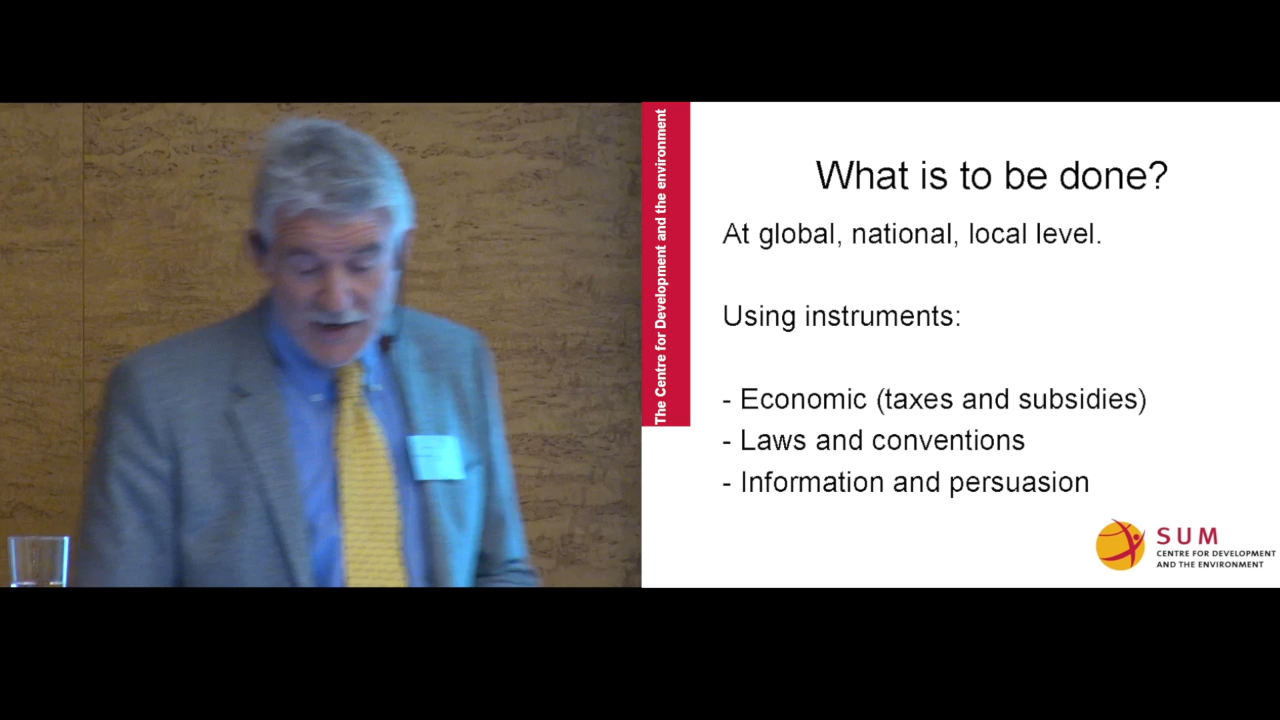 The Centre for Development and the environment
What is to be done?
At global, national, local level.
Using instruments:
- Economic (taxes and subsidies)
- Laws and conventions
- Information and persuasion
SUM
CENTRE FOR DEVELOPMENT
AND THE ENVIRONMENT